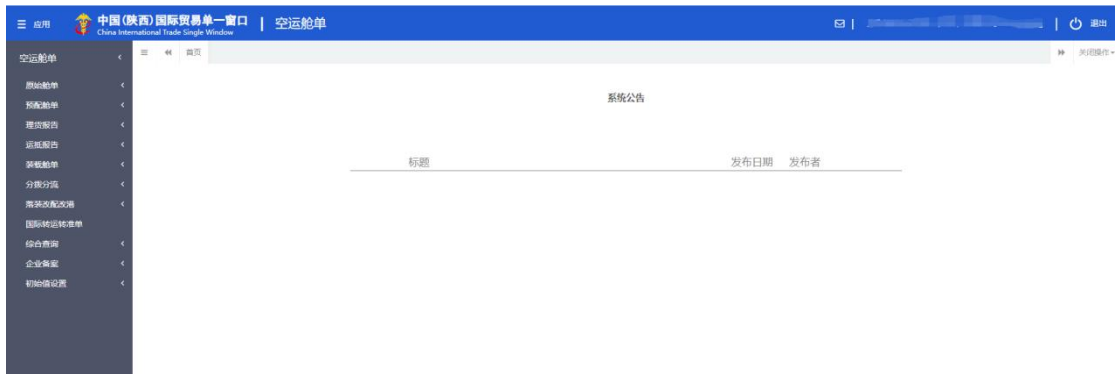 应用
中国(陕西)国际贸易单一窗口 | 空运舱单
China International Trade Single Window
退出
空运舱单
首页
关闭操作
原始舱单
预配舱单
理货报告
运抵报告
装载舱单
分拨分流
落装改配改港
国际转运转准单
综合查询
企业备案
初始值设置
系统公告
标题 发布日期 发布者